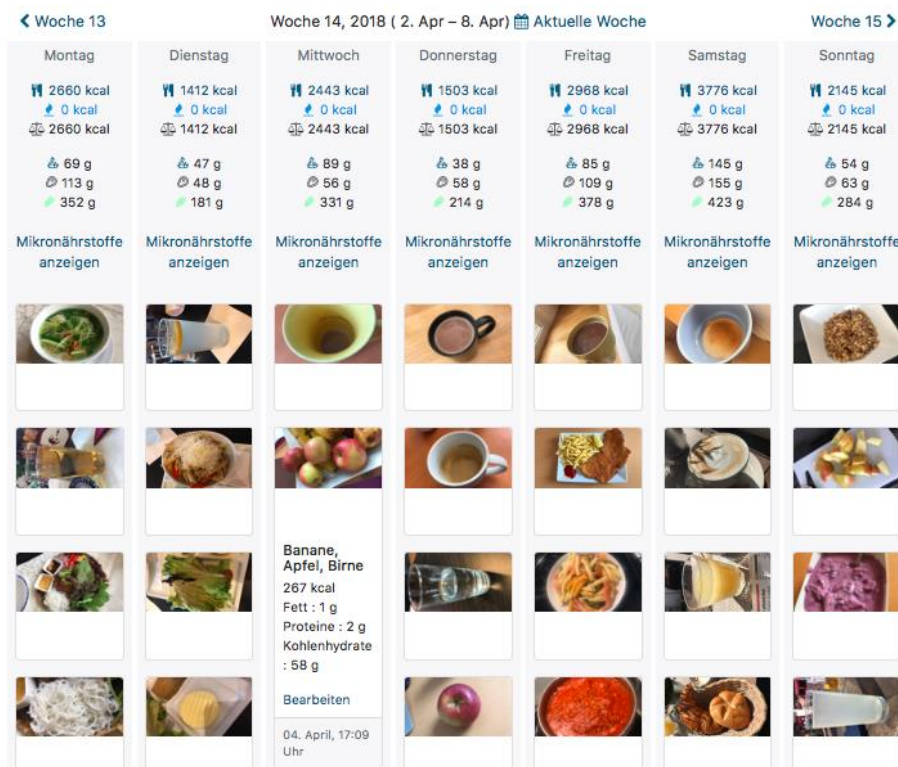 Woche 13
Woche 14, 2018 ( 2. Apr – 8. Apr) Aktuelle Woche
Woche 15
Montag Dienstag Mittwoch Donnerstag Freitag Samstag Sonntag
2660 kcal 1412 kcal 2443 kcal 1503 kcal 2968 kcal 3776 kcal 2145 kcal
0 kcal 0 kcal 0 kcal 0 kcal 0 kcal 0 kcal 0 kcal
2660 kcal 1412 kcal 2443 kcal 1503 kcal 2968 kcal 3776 kcal 2145 kcal
69 g 47 g 89 g 38 g 85 g 145 g 54 g
113 g 48 g 56 g 58 g 109 g 155 g 63 g
352 g 181 g 331 g 214 g 378 g 423 g 284 g
Mikronährstoffe Mikronährstoffe Mikronährstoffe Mikronährstoffe Mikronährstoffe Mikronährstoffe Mikronährstoffe
anzeigen anzeigen anzeigen anzeigen anzeigen anzeigen anzeigen
Banane,
Apfel, Birne
267 kcal
Fett : 1 g
Proteine : 2 g
Kohlenhydrate
: 58 g
Bearbeiten
04. April, 17:09
Uhr